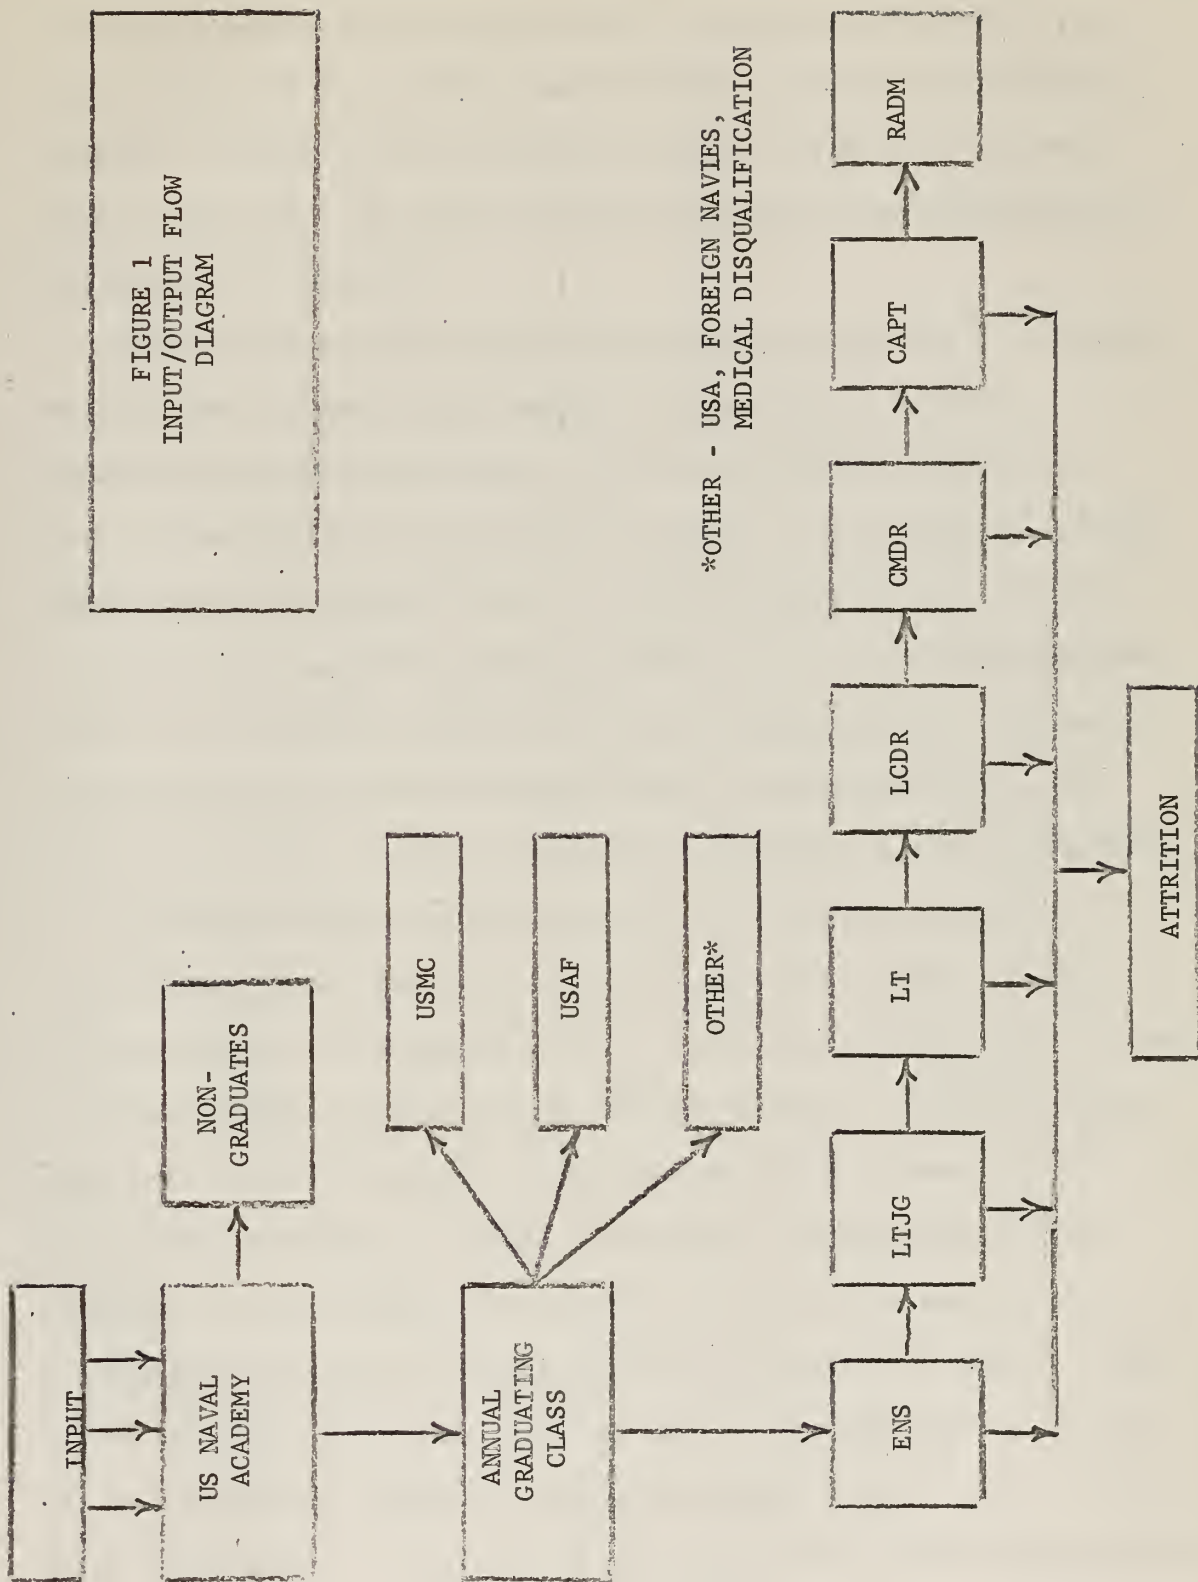 FIGURE 1
INPUT/OUTPUT FLOW
DIAGRAM
INPUT
US NAVAL
ACADEMY
NON-
GRADUATES
ANNUAL
GRADUATING
CLASS
USMC
USAF
OTHER*
*OTHER - USA, FOREIGN NAVIES,
MEDICAL DISQUALIFICATION
ENS
LTJG
LT
LCDR
CMDR
CAPT
RADM
ATTRITION